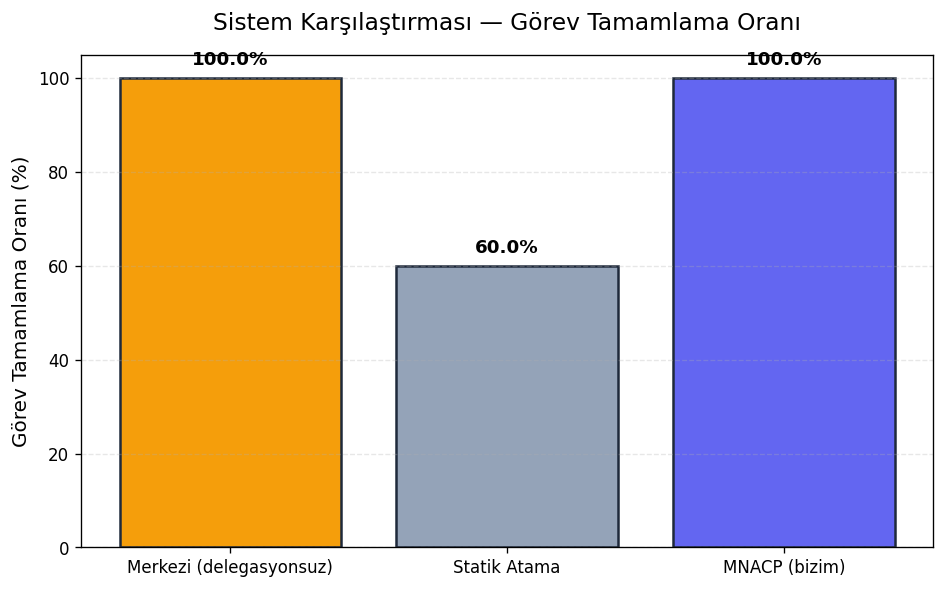 Sistem Karşılaştırması — Görev Tamamlama Oranı
Görev Tamamlama Oranı (%)
100
80
60
40
20
0
100.0%
60.0%
100.0%
Merkezi (delegasyonsuz)
Statik Atama
MNACP (bizim)